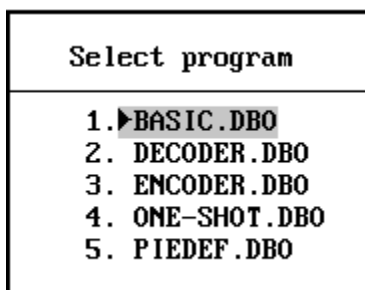 Select program
1.▶BASIC.DBO
2. DECODER.DBO
3. ENCODER.DBO
4. ONE-SHOT.DBO
5. PIEDEF.DBO